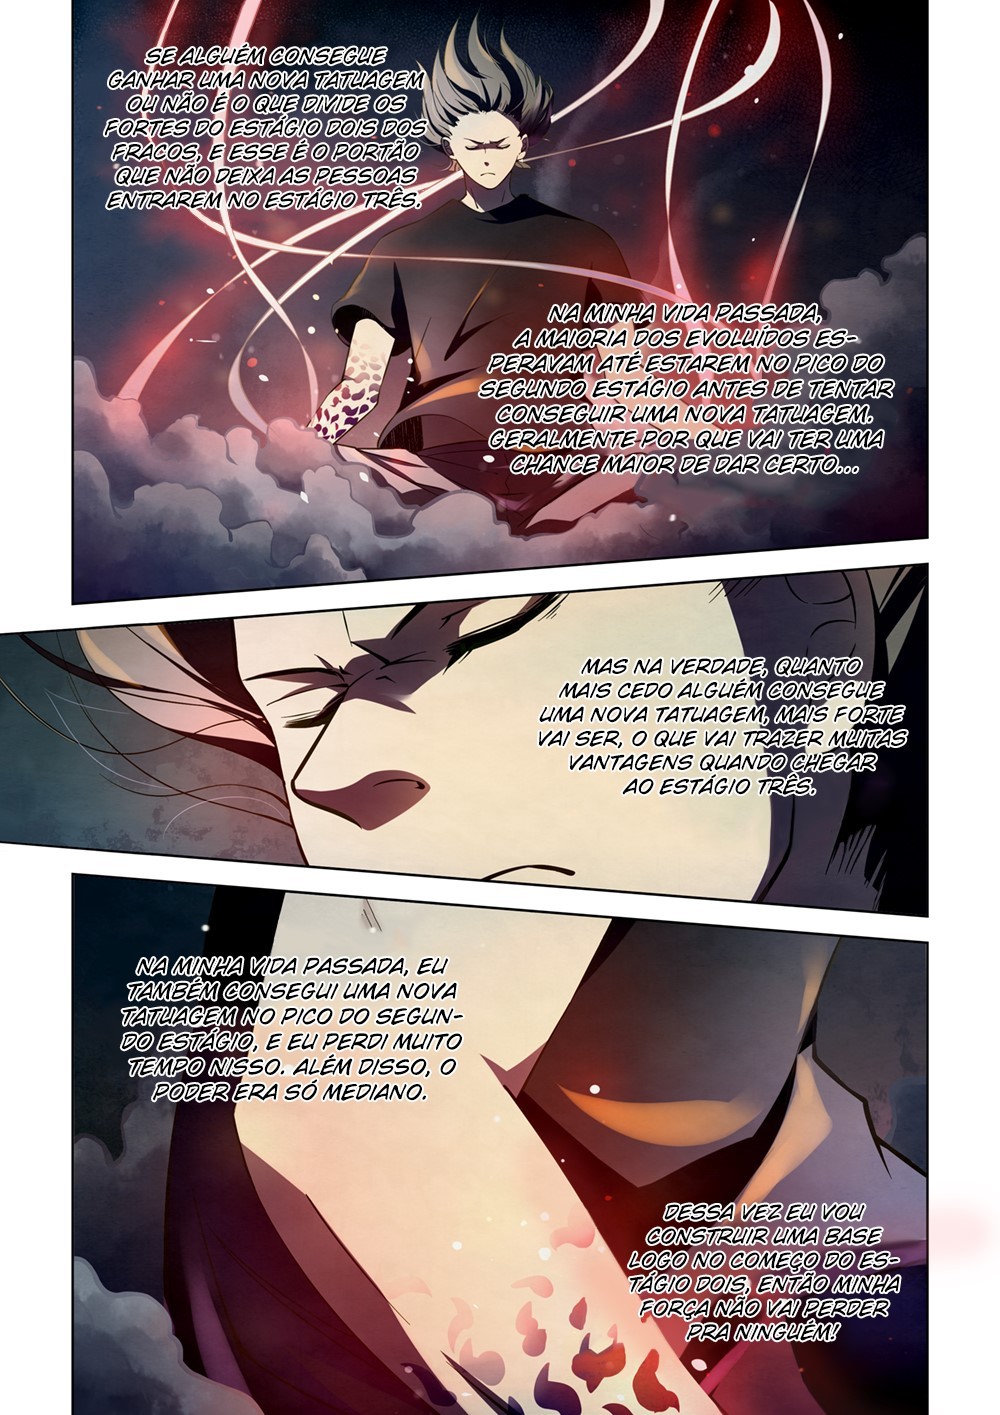 SE ALGUÉM CONSEGUE
GANHAR UMA NOVA TATUAGEM
OU NÃO É O QUE DIVIDE OS
FORTES DO ESTÁGIO DOIS DOS
FRACOS, E ESSE É O PORTÃO
QUE NÃO DEIXA AS PESSOAS
ENTRAREM NO ESTÁGIO TRÊS.
NA MINHA VIDA PASSADA,
A MAIORIA DOS EVOLUÍDOS ES-
PERAVAM ATÉ ESTAREM NO PICO DO
SEGUNDO ESTÁGIO ANTES DE TENTAR
CONSEGUIR UMA NOVA TATUAGEM.
GERALMENTE POR QUE VAI TER UMA
CHANCE MAIOR DE DAR CERTO...
MAS NA VERDADE, QUANTO
MAIS CEDO ALGUÉM CONSEGUE
UMA NOVA TATUAGEM, MAIS FORTE
VAI SER, O QUE VAI TRAZER MUITAS
VANTAGENS QUANDO CHEGAR
AO ESTÁGIO TRÊS.
NA MINHA VIDA PASSADA, EU
TAMBÉM CONSEGUI UMA NOVA
TATUAGEM NO PICO DO SEGUN-
DO ESTÁGIO, E EU PERDI MUITO
TEMPO NISSO. ALÉM DISSO, O
PODER ERA SÓ MEDIANO.
DESSA VEZ EU VOU
CONSTRUIR UMA BASE
LOGO NO COMEÇO DO ES-
TÁGIO DOIS, ENTÃO MINHA
FORÇA NÃO VAI PERDER
PRA NINGUÉM!